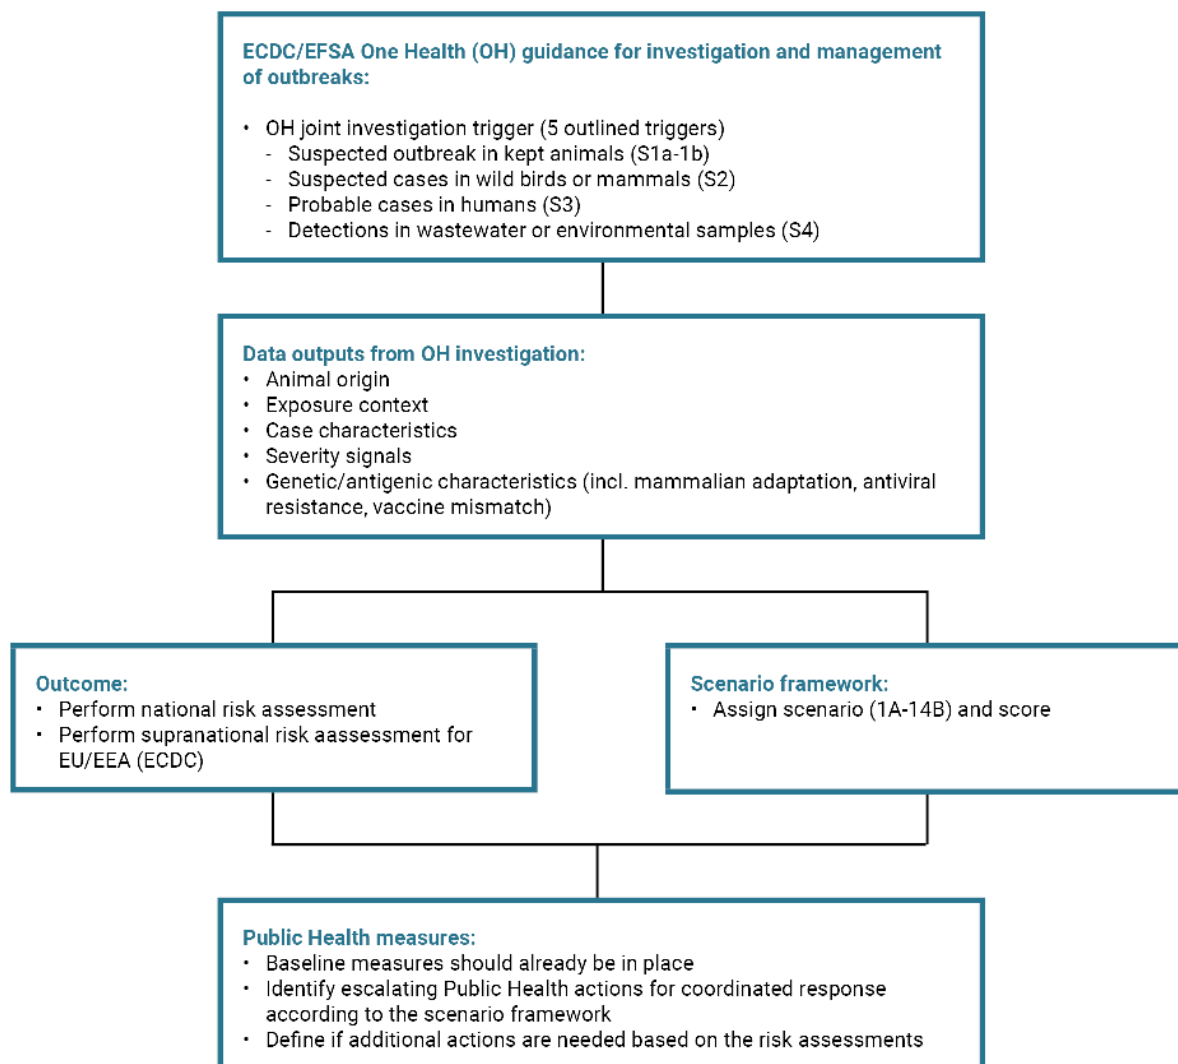 ECDC/EFSA One Health (OH) guidance for investigation and management
of outbreaks:
• OH joint investigation trigger (5 outlined triggers)
- Suspected outbreak in kept animals (S1a-1b)
- Suspected cases in wild birds or mammals (S2)
- Probable cases in humans (S3)
- Detections in wastewater or environmental samples (S4)
Data outputs from OH investigation:
• Animal origin
• Exposure context
• Case characteristics
• Severity signals
• Genetic/antigenic characteristics (incl. mammalian adaptation, antiviral
resistance, vaccine mismatch)
Outcome:
• Perform national risk assessment
• Perform supranational risk aassessment for
EU/EEA (ECDC)
Scenario framework:
• Assign scenario (1A-14B) and score
Public Health measures:
• Baseline measures should already be in place
• Identify escalating Public Health actions for coordinated response
according to the scenario framework
• Define if additional actions are needed based on the risk assessments